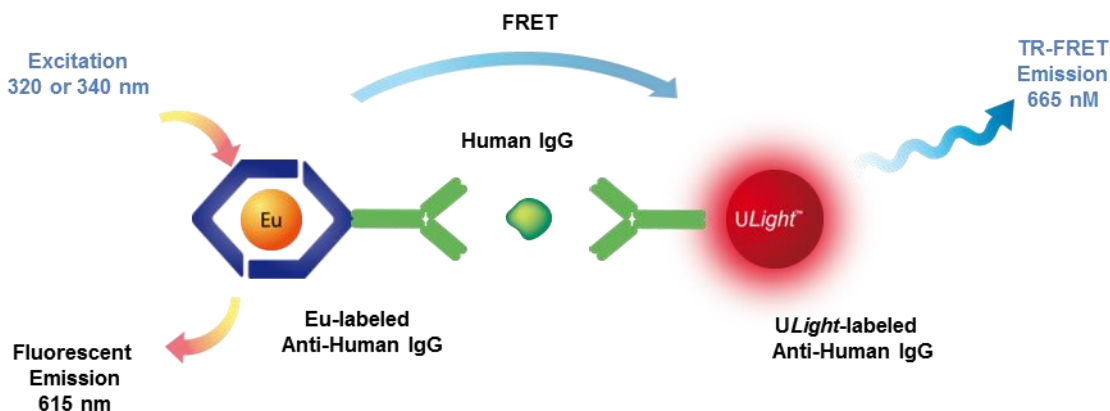 FRET
Excitation
320 or 340 nm
TR-FRET
Emission
665 nM
Human IgG
Eu
ULight™
Eu-labeled
Anti-Human IgG
ULight-labeled
Anti-Human IgG
Fluorescent
Emission
615 nm